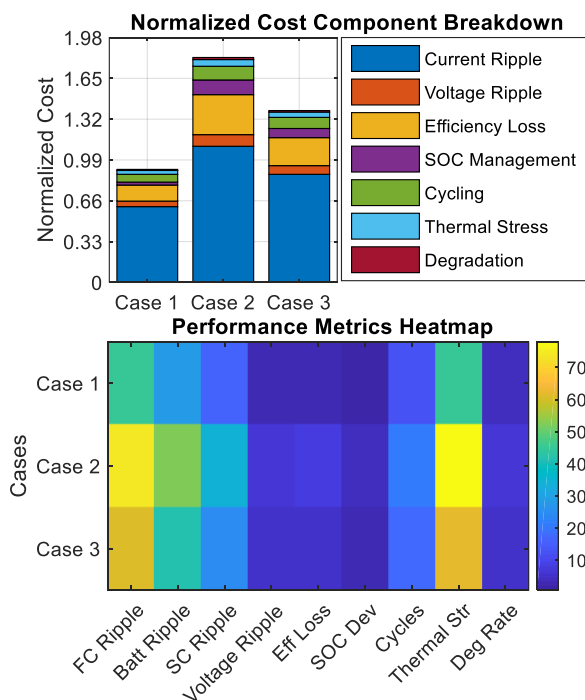 Normalized Cost Component Breakdown
1.98
1.65
1.32
0.99
0.66
0.33
0
Normalized Cost
Case 1 Case 2 Case 3
Current Ripple
Voltage Ripple
Efficiency Loss
SOC Management
Cycling
Thermal Stress
Degradation
Performance Metrics Heatmap
Case 1
Case 2
Case 3
Cases
FC Ripple
Batt Ripple
SC Ripple
Voltage Ripple
Eff Loss
SOC Dev
Cycles
Thermal Str
Deg Rate
70
60
50
40
30
20
10